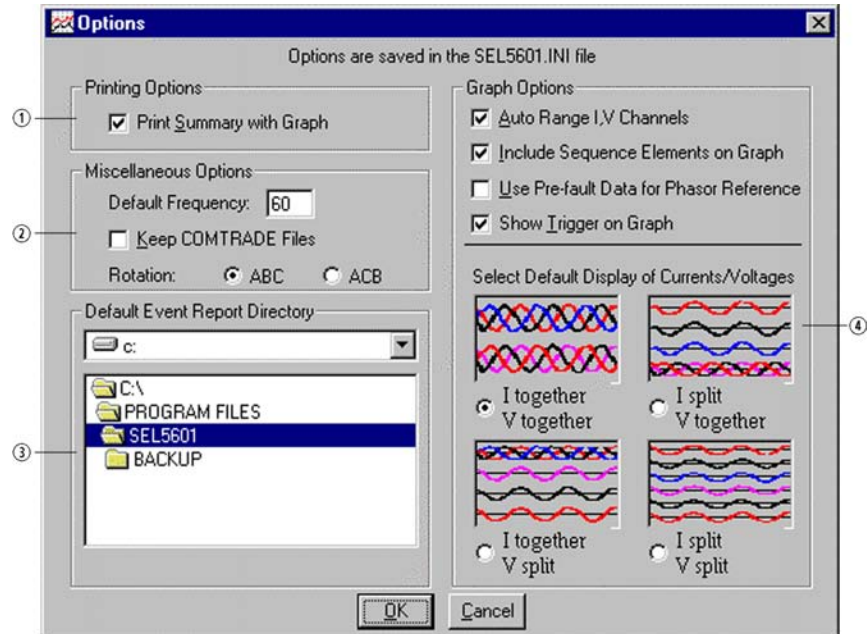 Options
Options are saved in the SEL5601.INI file
Printing Options
① Print Summary with Graph
Miscellaneous Options
Default Frequency: 60
② Keep COMTRADE Files
Rotation: ABC ACB
Default Event Report Directory
c:
C:\
PROGRAM FILES
③ SEL5601
BACKUP
Graph Options
Auto Range I,V Channels
Include Sequence Elements on Graph
Use Pre-fault Data for Phasor Reference
Show Trigger on Graph
Select Default Display of Currents/Voltages
④
I together
V together
I split
V together
I together
V split
I split
V split
OK Cancel